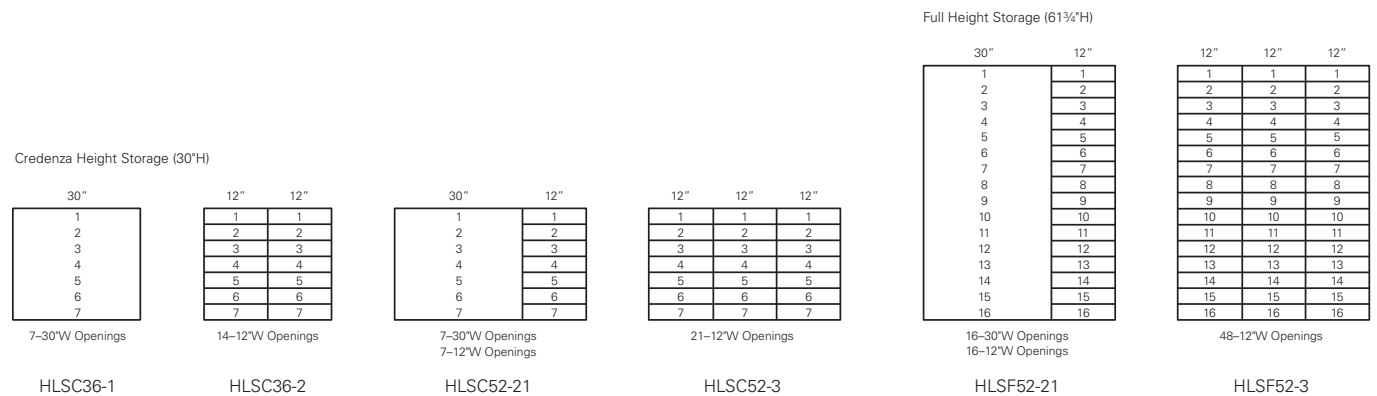 Full Height Storage (61¾"H)
30" 12" 12" 12" 12"
1 1 1 1 1
2 2 2 2 2
3 3 3 3 3
4 4 4 4 4
5 5 5 5 5
6 6 6 6 6
Credenza Height Storage (30"H)
7 7 7 7 7
8 8 8 8 8
30" 12" 12" 30" 12" 12" 12" 12"
9 9 9 9 9
1 1 1 1 1 1 1 1 10 10 10 10 10
2 2 2 2 2 2 2 2 11 11 11 11 11
3 3 3 3 3 3 3 3 12 12 12 12 12
4 4 4 4 4 4 4 4 13 13 13 13 13
5 5 5 5 5 5 5 5 14 14 14 14 14
6 6 6 6 6 6 6 6 15 15 15 15 15
7 7 7 7 7 7 7 7 16 16 16 16 16
7–30"W Openings 14–12"W Openings 7–30"W Openings 21–12"W Openings 16–30"W Openings 48–12"W Openings
7–12"W Openings 16–12"W Openings
HLSC36-1 HLSC36-2 HLSC52-21 HLSC52-3 HLSF52-21 HLSF52-3